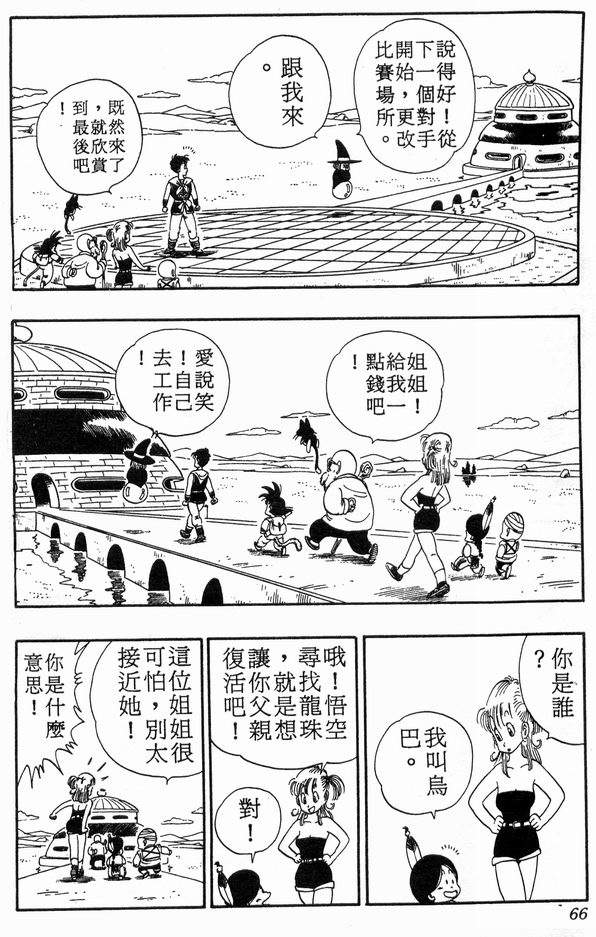 說得好！從
下一個對手
開始，更改
比賽場所。
跟我來
。
既然來了
，就欣賞
到最後吧
！
姐姐！
給我一
點錢吧
！
愛說笑
！自己
去工作
！
你是誰
？
我叫烏
巴。
哦！悟空
尋找龍珠
，就是想
讓你父親
復活吧！
對！
這位姐姐很
可怕，別太
接近她！
你是什麼
意思！
66